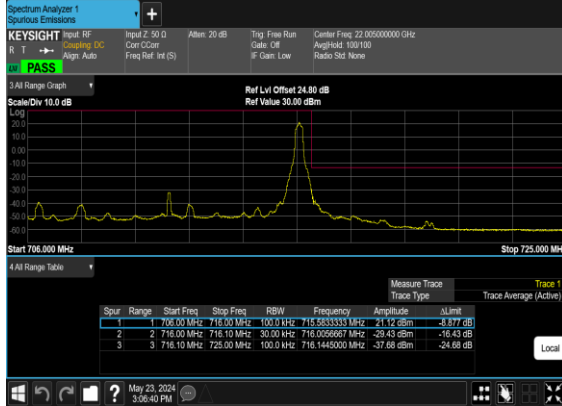 Spectrum Analyzer 1
Spurious Emissions
KEYSIGHT Input: RF Input Z: 50 Ω Atten: 20 dB Trig: Free Run Center Freq: 22.005000000 GHz
R T Coupling: DC Corr CCorr Gate: Off Avg|Hold: 100/100
Align: Auto Freq Ref: Int (S) IF Gain: Low Radio Std: None
PASS
3 All Range Graph Ref Lvl Offset 24.80 dB
Scale/Div 10.0 dB Ref Value 30.00 dBm
Log
20.0
10.0
0.00
-10.0
-20.0
-30.0
-40.0
-50.0
-60.0
Start 706.000 MHz Stop 725.000 MH
4 All Range Table
Measure Trace Trace 1
Trace Type Trace Average (Active)
Spur Range Start Freq Stop Freq RBW Frequency Amplitude ΔLimit
1 1 706.00 MHz 716.00 MHz 100.0 kHz 715.5833333 MHz 21.12 dBm -8.877 dB
2 2 716.00 MHz 716.10 MHz 30.00 kHz 716.0056667 MHz -29.43 dBm -16.43 dB
3 3 716.10 MHz 725.00 MHz 100.0 kHz 716.1445000 MHz -37.68 dBm -24.68 dB
Local
May 23, 2024
3:06:40 PM